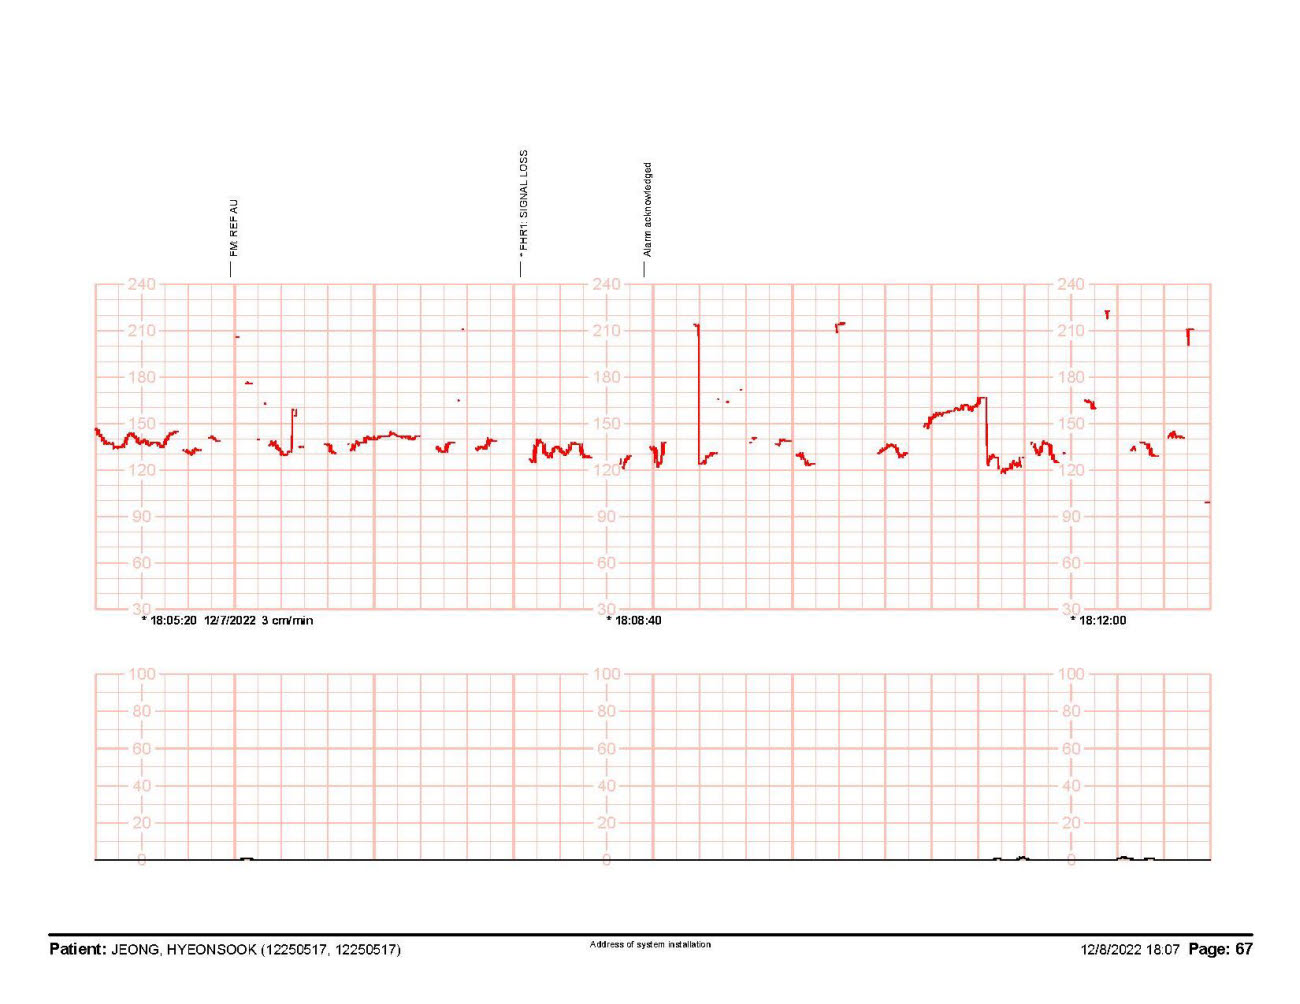 FM: REF AU
* FHR1: SIGNAL LOSS
Alarm acknowledged
240 240 240
210 210 210
180 180 180
150 150 150
120 120 120
90 90 90
60 60 60
30 30 30
* 18:05:20 12/7/2022 3 cm/min * 18:08:40 * 18:12:00
100 100 100
80 80 80
60 60 60
40 40 40
20 20 20
0 0 0
Patient: JEONG, HYEONSOOK (12250517, 12250517) Address of system installation 12/8/2022 18:07 Page: 67